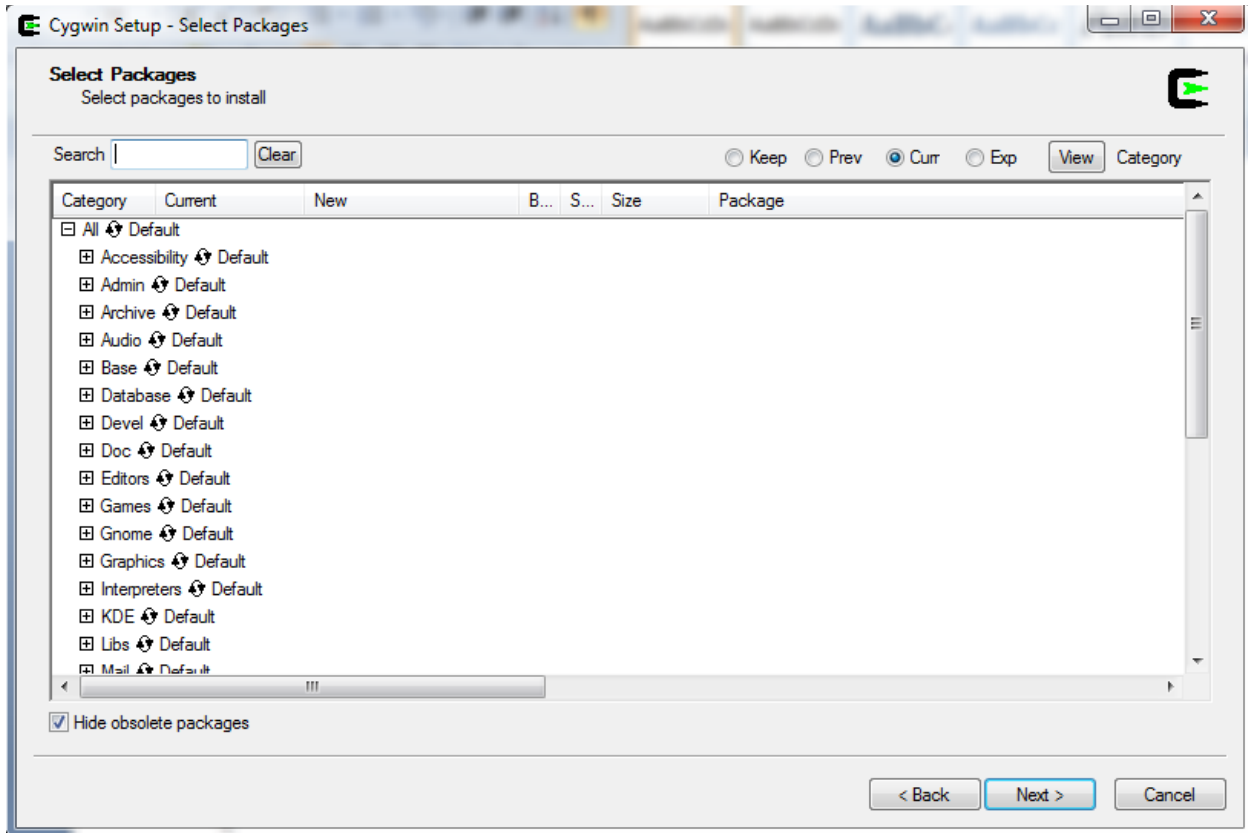 Cygwin Setup - Select Packages
Select Packages
Select packages to install
Search Clear Keep Prev Curr Exp View Category
Category Current New B... S... Size Package
All Default
Accessibility Default
Admin Default
Archive Default
Audio Default
Base Default
Database Default
Devel Default
Doc Default
Editors Default
Games Default
Gnome Default
Graphics Default
Interpreters Default
KDE Default
Libs Default
Mail Default
Hide obsolete packages
< Back Next > Cancel